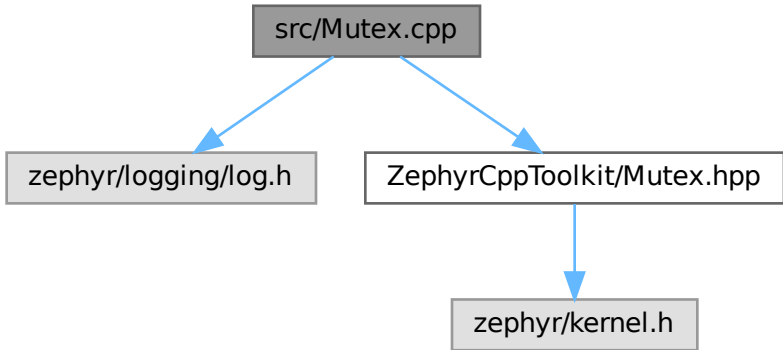 src/Mutex.cpp
zephyr/logging/log.h
ZephyrCppToolkit/Mutex.hpp
zephyr/kernel.h